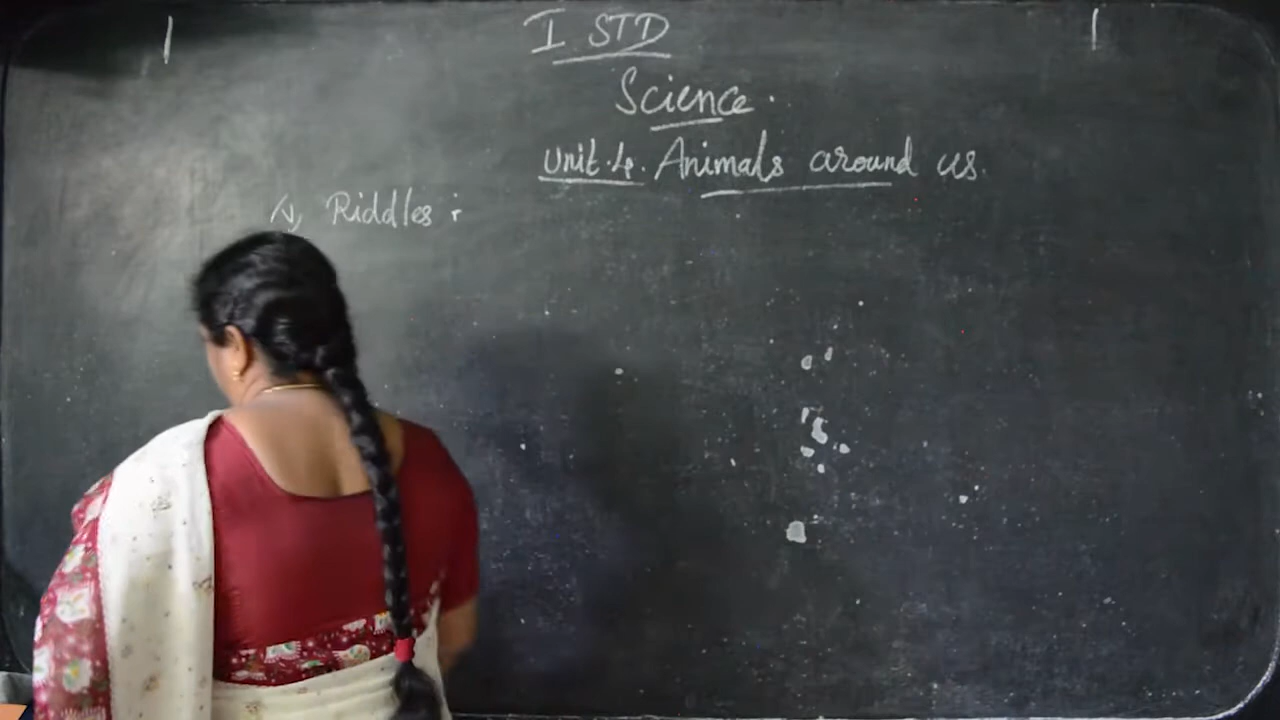 I STD
Science.
Unit.4. Animals around us.
Riddles :